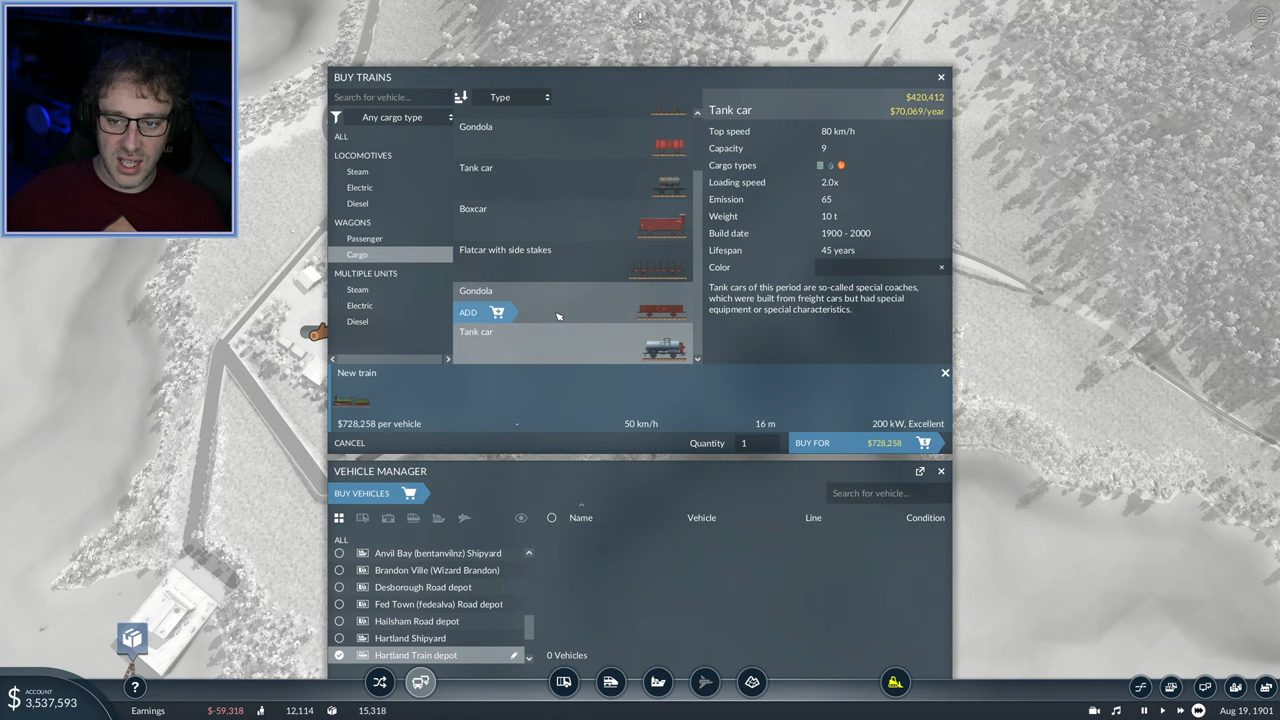 BUY TRAINS
Search for vehicle...
Type
Any cargo type
ALL
LOCOMOTIVES
Steam
Electric
Diesel
WAGONS
Passenger
Cargo
MULTIPLE UNITS
Steam
Electric
Diesel
Gondola
Tank car
Boxcar
Flatcar with side stakes
Gondola
ADD
Tank car
Tank car
$420,412
$70,069/year
Top speed 80 km/h
Capacity 9
Cargo types
Loading speed 2.0x
Emission 65
Weight 10 t
Build date 1900 - 2000
Lifespan 45 years
Color
Tank cars of this period are so-called special coaches,
which were built from freight cars but had special
equipment or special characteristics.
New train
$728,258 per vehicle - 50 km/h 16 m 200 kW, Excellent
CANCEL Quantity 1 BUY FOR $728,258
VEHICLE MANAGER
BUY VEHICLES
Search for vehicle...
Name Vehicle Line Condition
ALL
Anvil Bay (bentanvilnz) Shipyard
Brandon Ville (Wizard Brandon)
Desborough Road depot
Fed Town (fedealva) Road depot
Hailsham Road depot
Hartland Shipyard
Hartland Train depot
0 Vehicles
$ ACCOUNT
3,537,593
?
Earnings $-59,318 12,114 15,318
Aug 19, 1901